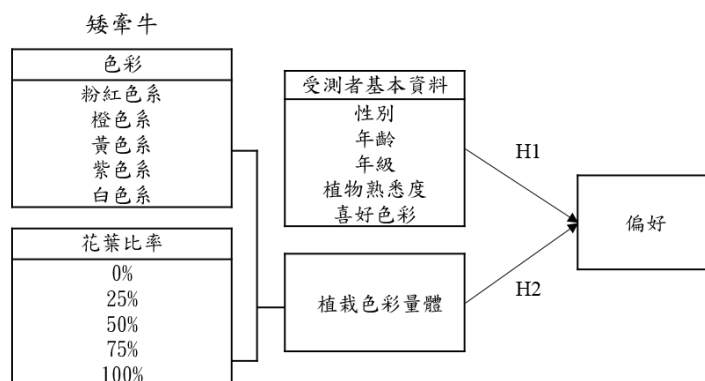 矮牽牛
色彩
粉紅色系
橙色系
黃色系
紫色系
白色系
花葉比率
0%
25%
50%
75%
100%
受測者基本資料
性別
年齡
年級
植物熟悉度
喜好色彩
植栽色彩量體
H1
H2
偏好